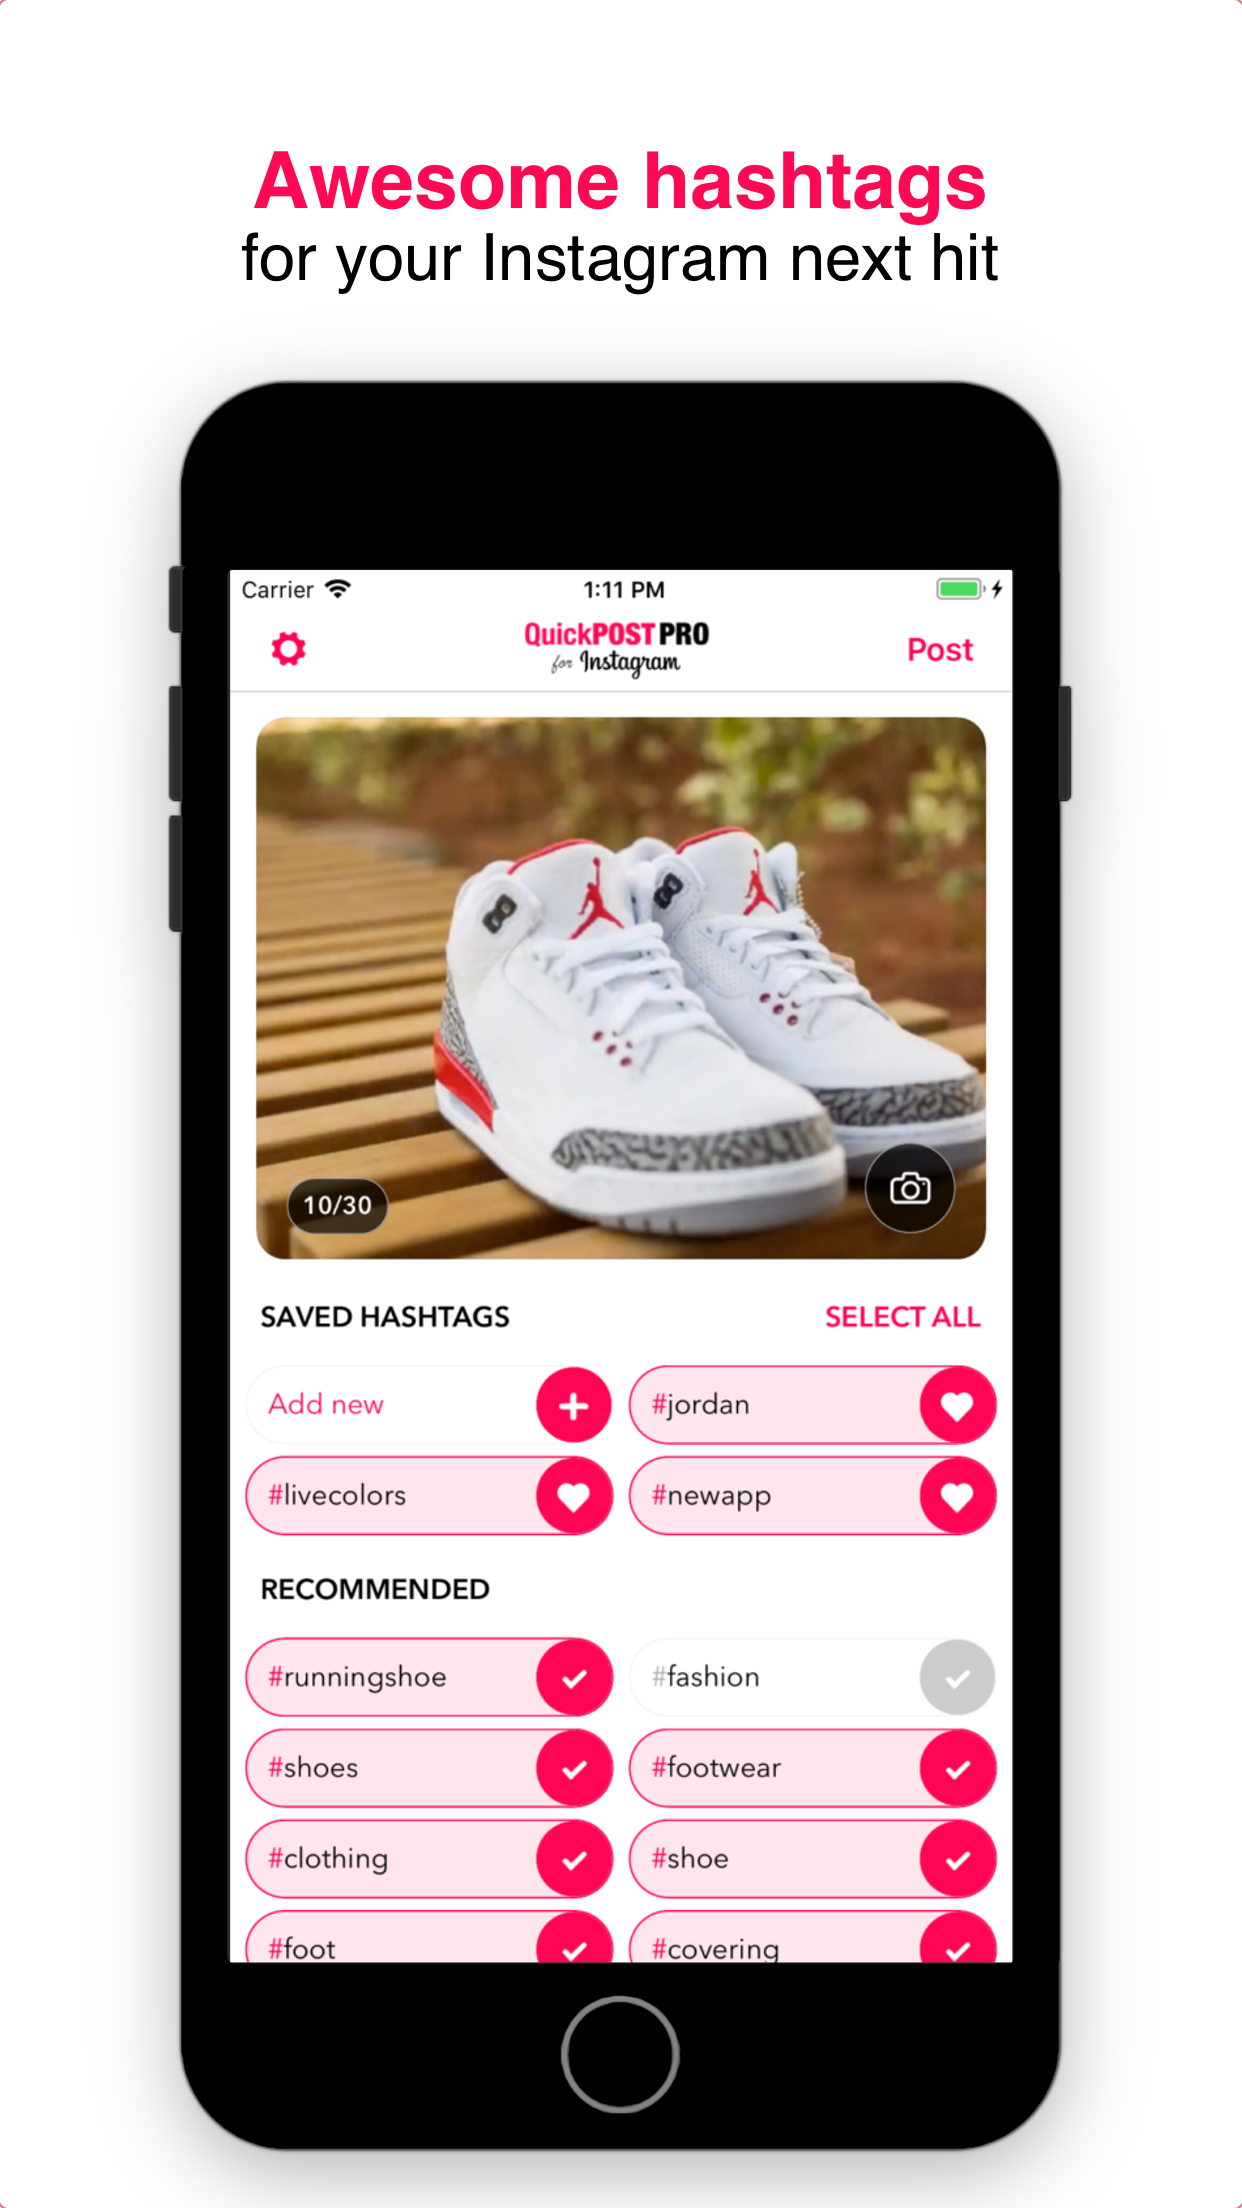 Awesome hashtags
for your Instagram next hit
Carrier 1:11 PM
QuickPOST PRO
for Instagram
Post
10/30
SAVED HASHTAGS SELECT ALL
Add new #jordan
#livecolors #newapp
RECOMMENDED
#runningshoe #fashion
#shoes #footwear
#clothing #shoe
#foot #covering